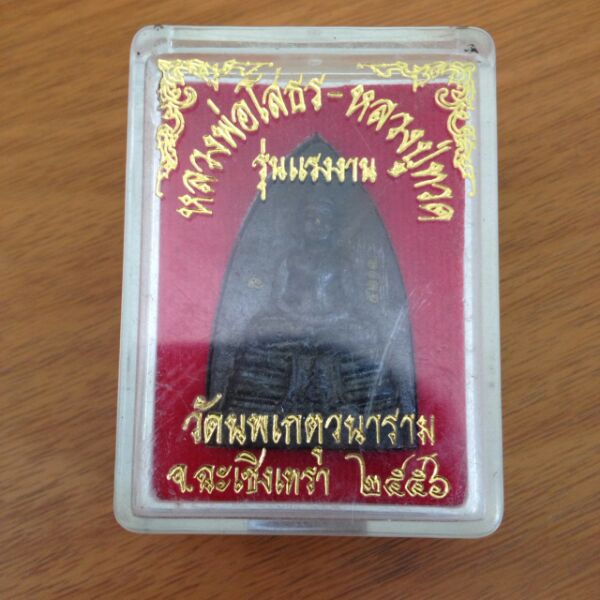 หลวงพ่อโสธร-หลวงปู่ทวด
รุ่นแรงงาน
วัดนพเกตุวนาราม
จ.ฉะเชิงเทรา ๒๕๕๖